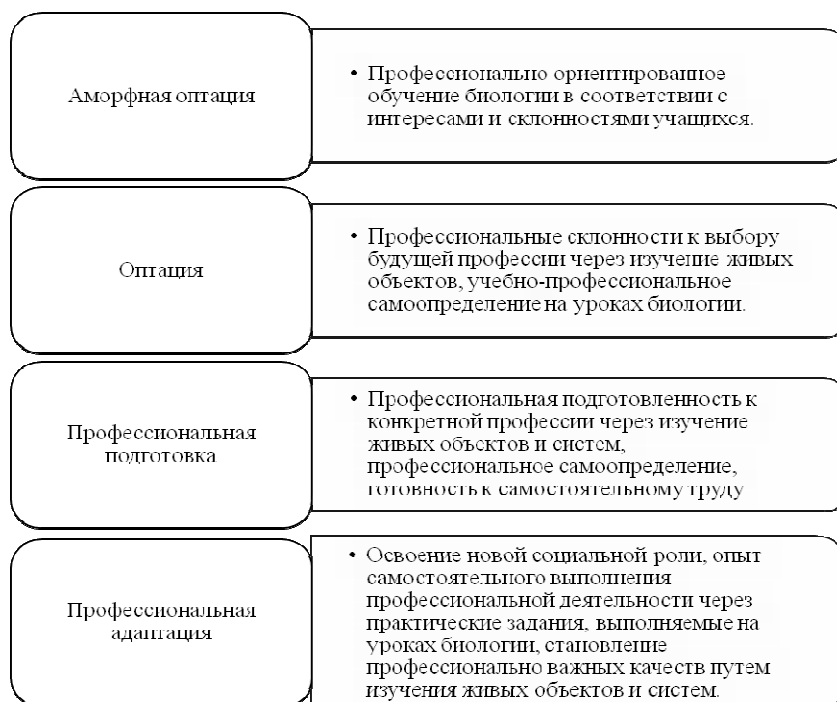 Аморфная оптация
• Профессионально ориентированное
обучение биологии в соответствии с
интересами и склонностями учащихся.
Оптация
• Профессиональные склонности к выбору
будущей профессии через изучение живых
объектов, учебно-профессиональное
самоопределение на уроках биологии.
Профессиональная
подготовка
• Профессиональная подготовленность к
конкретной профессии через изучение
живых объектов и систем,
профессиональное самоопределение,
готовность к самостоятельному труду
Профессиональная
адаптация
• Освоение новой социальной роли, опыт
самостоятельного выполнения
профессиональной деятельности через
практические задания, выполняемые на
уроках биологии, становление
профессионально важных качеств путем
изучения живых объектов и систем.